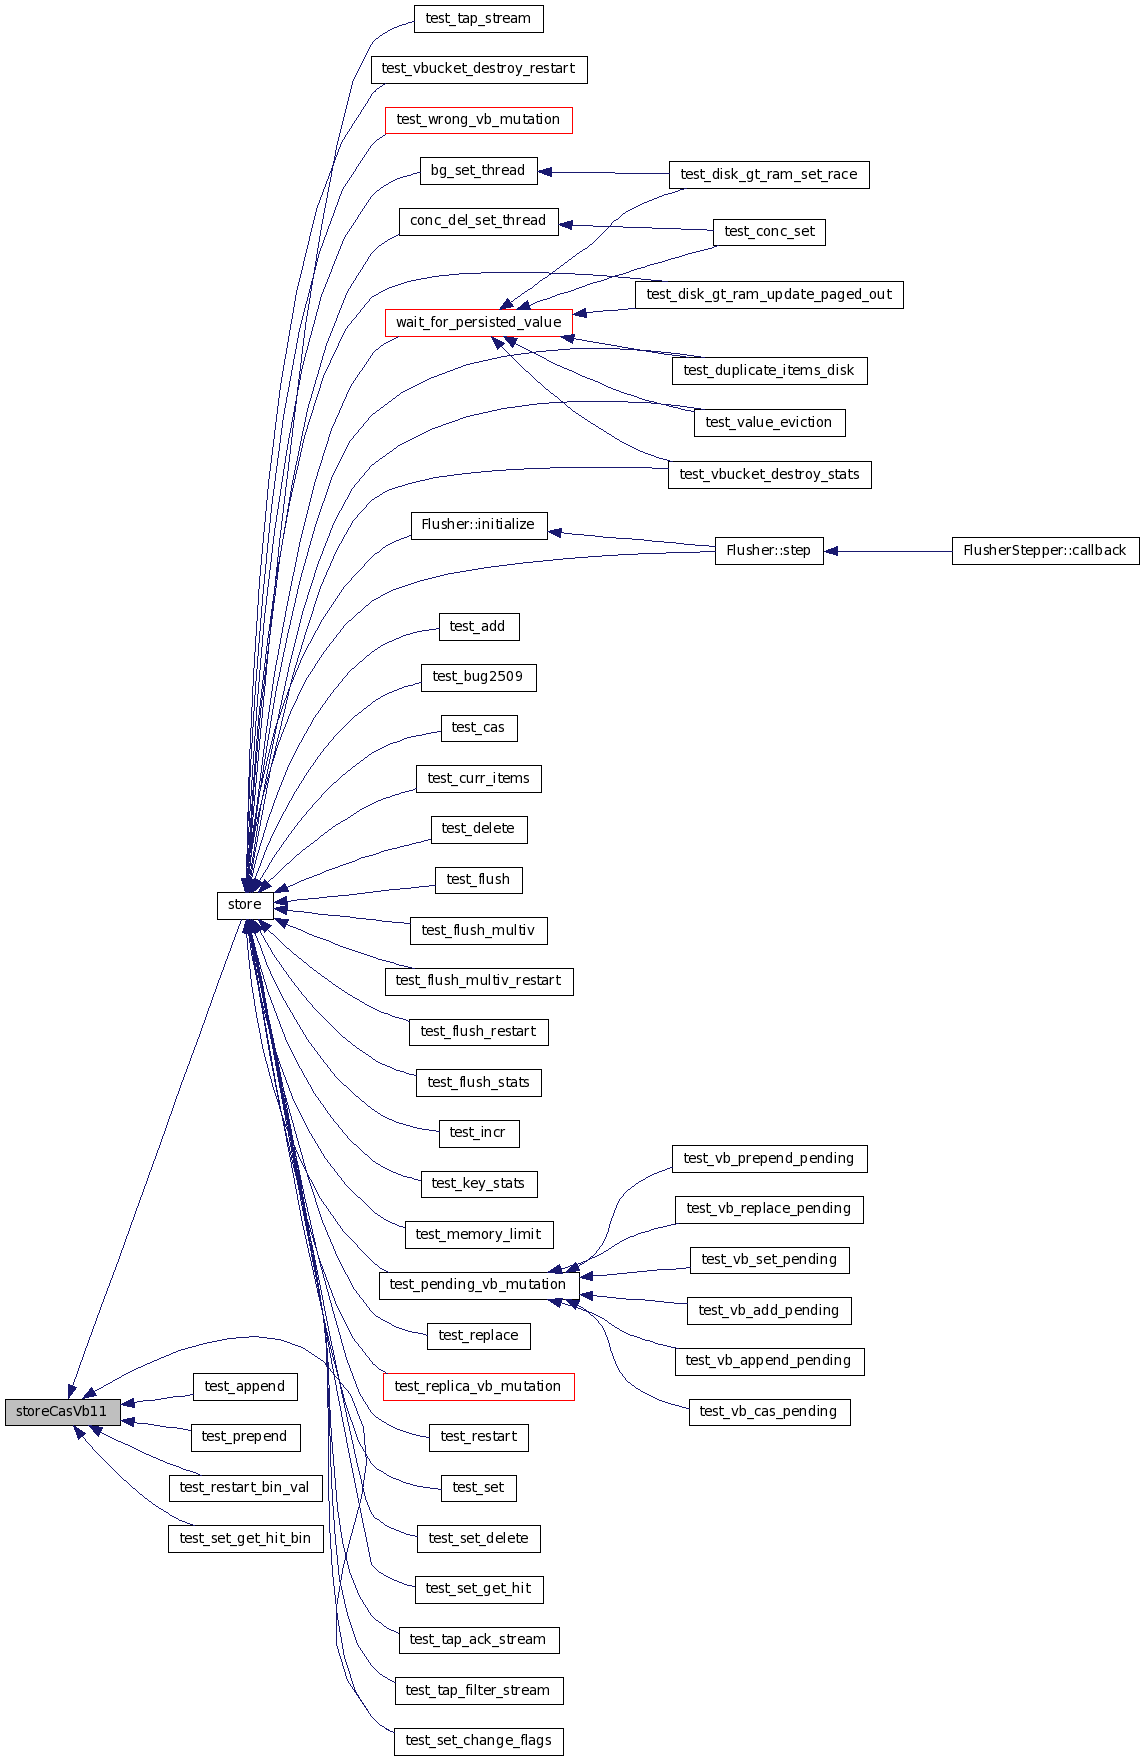 test_tap_stream
test_vbucket_destroy_restart
test_wrong_vb_mutation
bg_set_thread
test_disk_gt_ram_set_race
conc_del_set_thread
test_conc_set
test_disk_gt_ram_update_paged_out
wait_for_persisted_value
test_duplicate_items_disk
test_value_eviction
test_vbucket_destroy_stats
Flusher::initialize
Flusher::step
FlusherStepper::callback
test_add
test_bug2509
test_cas
test_curr_items
test_delete
test_flush
store
test_flush_multiv
test_flush_multiv_restart
test_flush_restart
test_flush_stats
test_incr
test_vb_prepend_pending
test_key_stats
test_vb_replace_pending
test_memory_limit
test_vb_set_pending
test_pending_vb_mutation
test_vb_add_pending
test_replace
test_vb_append_pending
test_append
test_replica_vb_mutation
storeCasVb11
test_vb_cas_pending
test_prepend
test_restart
test_restart_bin_val
test_set
test_set_get_hit_bin
test_set_delete
test_set_get_hit
test_tap_ack_stream
test_tap_filter_stream
test_set_change_flags